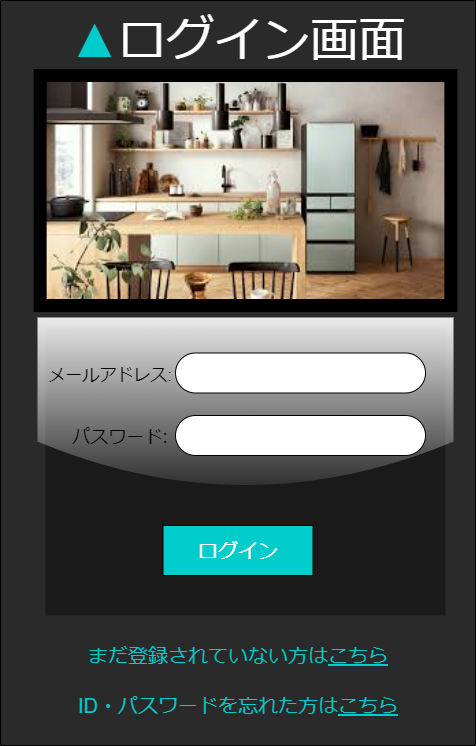 ▲ログイン画面
メールアドレス:
パスワード:
ログイン
まだ登録されていない方はこちら
ID・パスワードを忘れた方はこちら